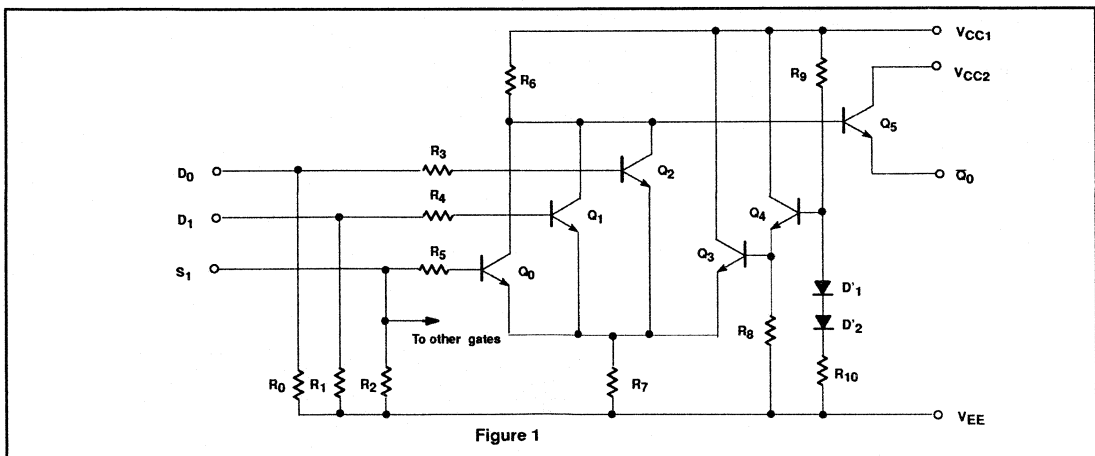 VCC1
R9
VCC2
R6
Q5
R3
D0
Q2
Q̅0
R4
D1
Q1
Q4
R5
S1
Q0
Q3
D'1
D'2
To other gates
R8
R0
R1
R2
R7
R10
VEE
Figure 1